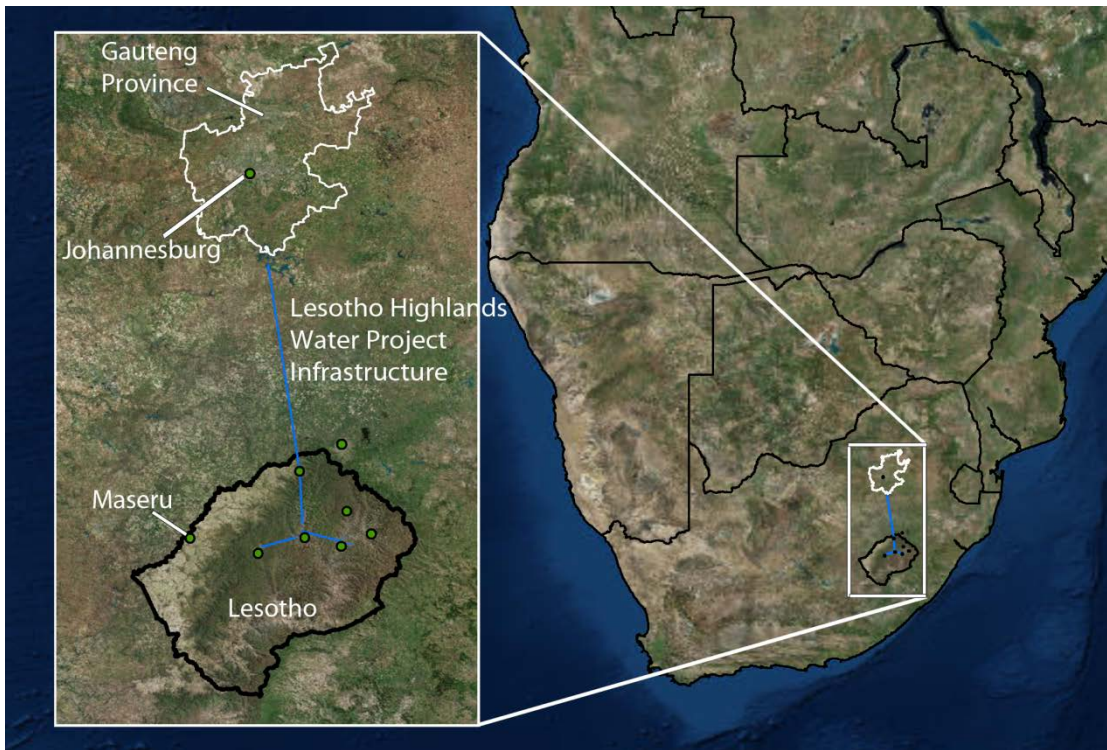 Gauteng
Province
Johannesburg
Lesotho Highlands
Water Project
Infrastructure
Maseru
Lesotho